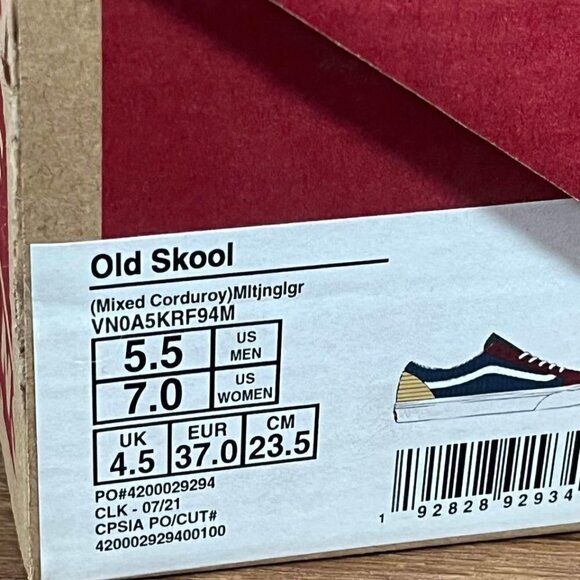 Old Skool
(Mixed Corduroy)Mltjnglgr
VN0A5KRF94M
5.5 US MEN
7.0 US WOMEN
UK EUR CM
4.5 37.0 23.5
PO#4200029294
CLK - 07/21
CPSIA PO/CUT#
420002929400100
1 92828 92934